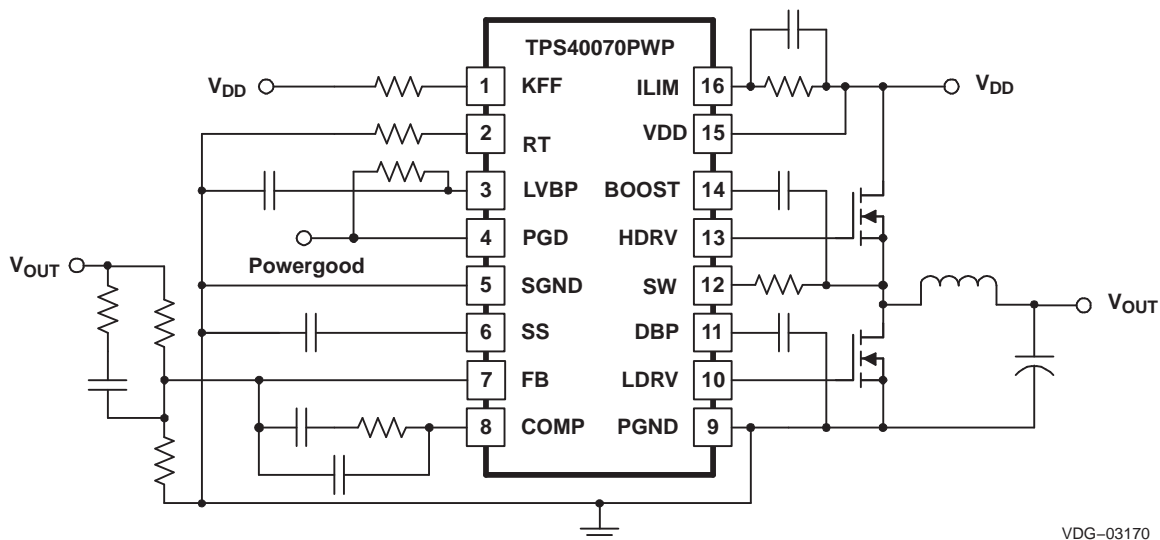 TPS40070PWP
VDD
1 KFF
ILIM 16
VDD
2 RT
VDD 15
3 LVBP
BOOST 14
4 PGD
HDRV 13
Powergood
VOUT
5 SGND
SW 12
VOUT
6 SS
DBP 11
7 FB
LDRV 10
8 COMP
PGND 9
VDG–03170